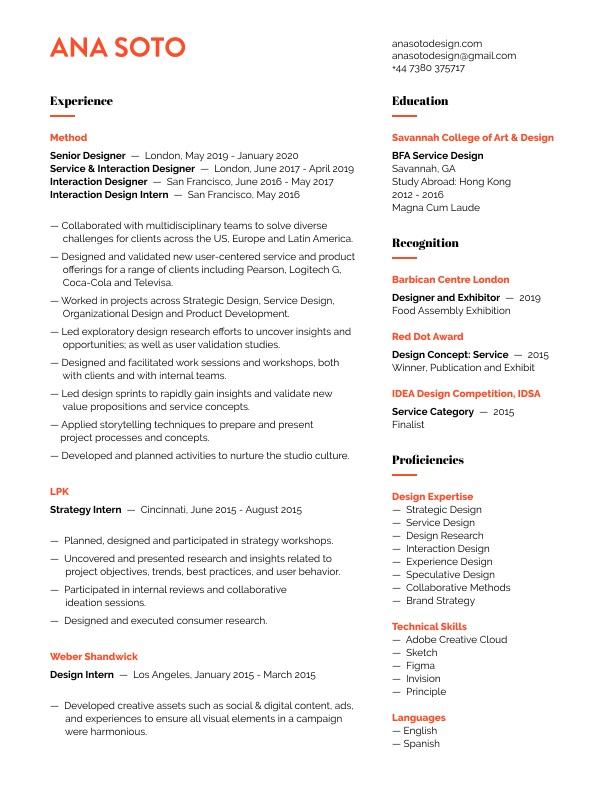 ANA SOTO
anasotodesign.com
anasotodesign@gmail.com
+44 7380 375717
Experience
Method
Senior Designer — London, May 2019 - January 2020
Service & Interaction Designer — London, June 2017 - April 2019
Interaction Designer — San Francisco, June 2016 - May 2017
Interaction Design Intern — San Francisco, May 2016
— Collaborated with multidisciplinary teams to solve diverse
challenges for clients across the US, Europe and Latin America.
— Designed and validated new user-centered service and product
offerings for a range of clients including Pearson, Logitech G,
Coca-Cola and Televisa.
— Worked in projects across Strategic Design, Service Design,
Organizational Design and Product Development.
— Led exploratory design research efforts to uncover insights and
opportunities; as well as user validation studies.
— Designed and facilitated work sessions and workshops, both
with clients and with internal teams.
— Led design sprints to rapidly gain insights and validate new
value propositions and service concepts.
— Applied storytelling techniques to prepare and present
project processes and concepts.
— Developed and planned activities to nurture the studio culture.
LPK
Strategy Intern — Cincinnati, June 2015 - August 2015
— Planned, designed and participated in strategy workshops.
— Uncovered and presented research and insights related to
project objectives, trends, best practices, and user behavior.
— Participated in internal reviews and collaborative
ideation sessions.
— Designed and executed consumer research.
Weber Shandwick
Design Intern — Los Angeles, January 2015 - March 2015
— Developed creative assets such as social & digital content, ads,
and experiences to ensure all visual elements in a campaign
were harmonious.
Education
Savannah College of Art & Design
BFA Service Design
Savannah, GA
Study Abroad: Hong Kong
2012 - 2016
Magna Cum Laude
Recognition
Barbican Centre London
Designer and Exhibitor — 2019
Food Assembly Exhibition
Red Dot Award
Design Concept: Service — 2015
Winner, Publication and Exhibit
IDEA Design Competition, IDSA
Service Category — 2015
Finalist
Proficiencies
Design Expertise
— Strategic Design
— Service Design
— Design Research
— Interaction Design
— Experience Design
— Speculative Design
— Collaborative Methods
— Brand Strategy
Technical Skills
— Adobe Creative Cloud
— Sketch
— Figma
— Invision
— Principle
Languages
— English
— Spanish